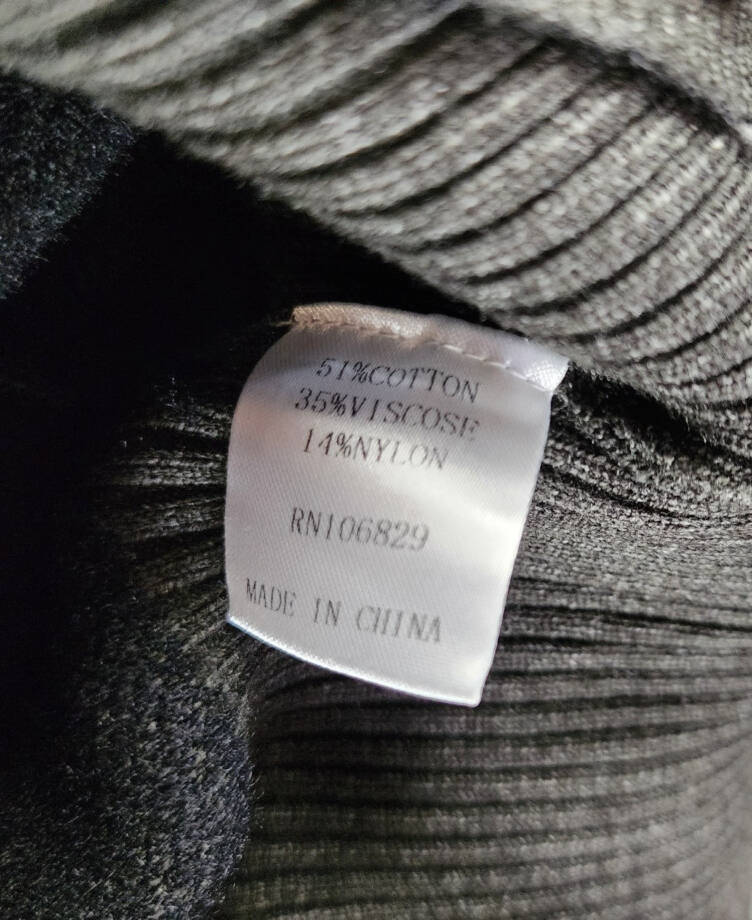 51%COTTON
35%VISCOSE
14%NYLON
RN106829
MADE IN CHINA